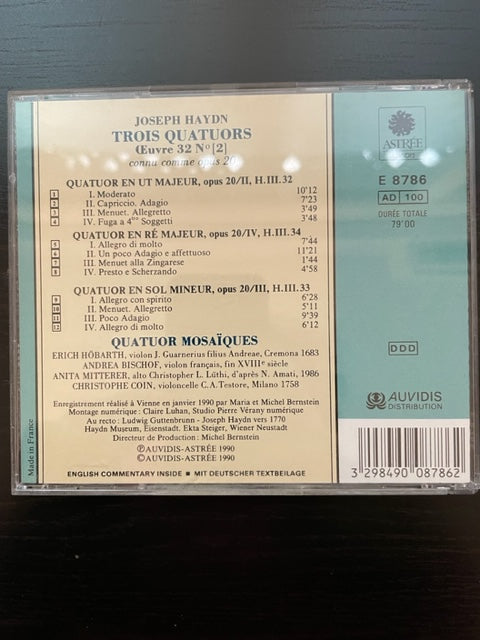 JOSEPH HAYDN
TROIS QUATUORS
Œuvre 32 Nº [2]
connu comme opus 20
QUATUOR EN UT MAJEUR, opus 20/II, H.III.32
1 I. Moderato 10'12
2 II. Capriccio. Adagio 7'23
3 III. Menuet. Allegretto 3'49
4 IV. Fuga a 4tro Soggetti 3'48
QUATUOR EN RÉ MAJEUR, opus 20/IV, H.III.34
5 I. Allegro di molto 7'44
6 II. Un poco Adagio e affettuoso 11'21
7 III. Menuet alla Zingarese 1'44
8 IV. Presto e Scherzando 4'58
QUATUOR EN SOL MINEUR, opus 20/III, H.III.33
9 I. Allegro con spirito 6'28
10 II. Menuet. Allegretto 5'11
11 III. Poco Adagio 9'39
12 IV. Allegro di molto 6'12
QUATUOR MOSAÏQUES
ERICH HÖBARTH, violon J. Guarnerius filius Andreae, Cremona 1683
ANDREA BISCHOF, violon français, fin XVIIIe siècle
ANITA MITTERER, alto Christopher L. Lüthi, d'après N. Amati, 1986
CHRISTOPHE COIN, violoncelle C.A. Testore, Milano 1758
Enregistrement réalisé à Vienne en janvier 1990 par Maria et Michel Bernstein
Montage numérique : Claire Luhan, Studio Pierre Vérany numérique
Au recto : Ludwig Guttenbrunn - Joseph Haydn vers 1770
Haydn Museum, Eisenstadt. Ekta Steiger, Wiener Neustadt
Directeur de Production : Michel Bernstein
Ⓟ AUVIDIS-ASTRÉE 1990
© AUVIDIS-ASTRÉE 1990
ENGLISH COMMENTARY INSIDE ■ MIT DEUTSCHER TEXTBEILAGE
Made in France
ASTRÉE
E 8786
AD 100
DURÉE TOTALE
79'00
DDD
AUVIDIS
DISTRIBUTION
3 298490 087862